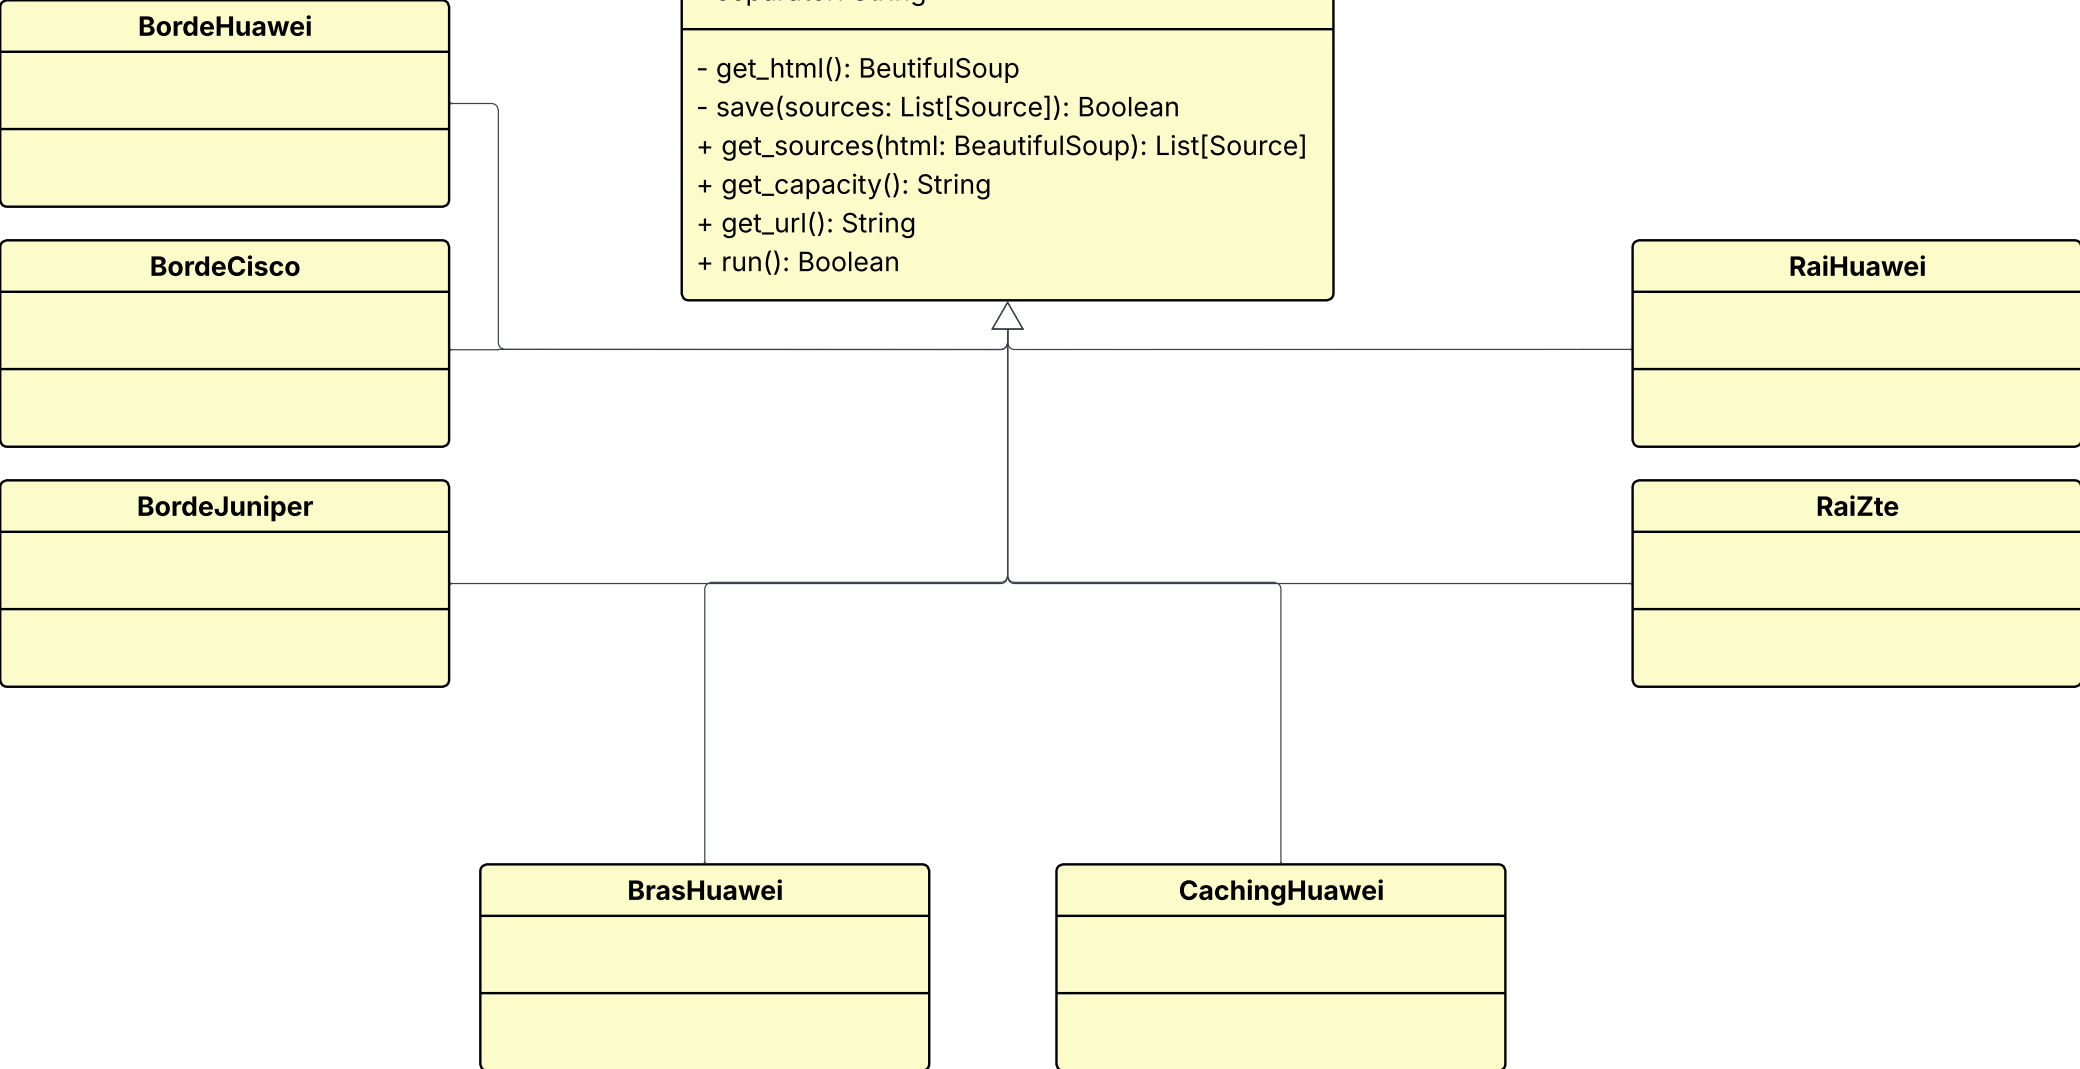 BordeHuawei
String
- get_html(): BeutifulSoup
- save(sources: List[Source]): Boolean
+ get_sources(html: BeautifulSoup): List[Source]
+ get_capacity(): String
+ get_url(): String
+ run(): Boolean
BordeCisco
RaiHuawei
BordeJuniper
RaiZte
BrasHuawei
CachingHuawei